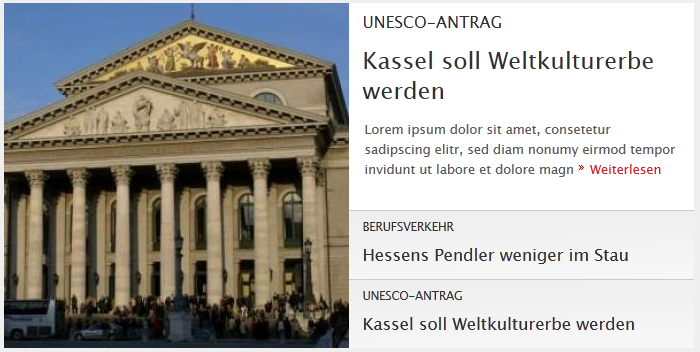 UNESCO-ANTRAG
Kassel soll Weltkulturerbe
werden
Lorem ipsum dolor sit amet, consetetur
sadipscing elitr, sed diam nonumy eirmod tempor
invidunt ut labore et dolore magn » Weiterlesen
BERUFSVERKEHR
Hessens Pendler weniger im Stau
UNESCO-ANTRAG
Kassel soll Weltkulturerbe werden